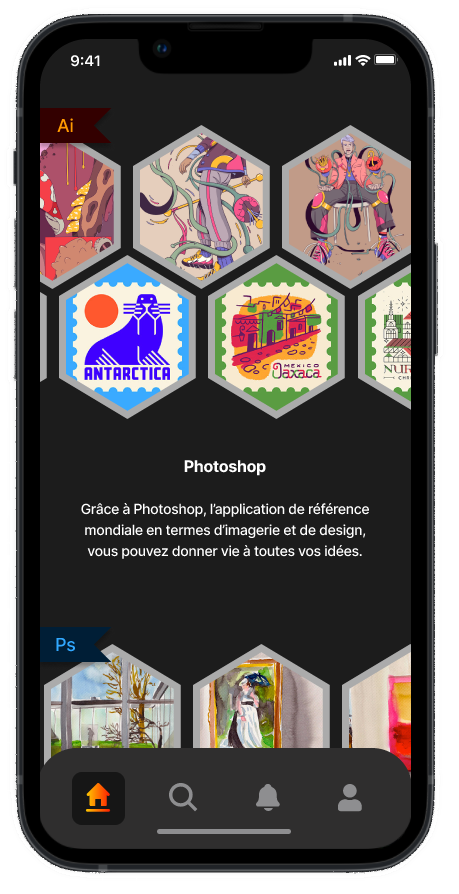 9:41
Ai
ANTARCTICA
MEXICO
Oaxaca
NUR
CHR
Photoshop
Grâce à Photoshop, l’application de référence
mondiale en termes d’imagerie et de design,
vous pouvez donner vie à toutes vos idées.
Ps